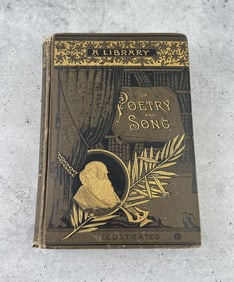 A LIBRARY
OF
POETRY
AND
SONG
ILLUSTRATED